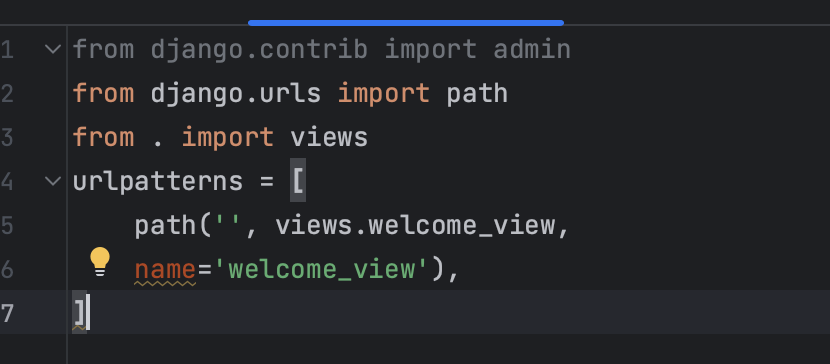 1 from django.contrib import admin
2 from django.urls import path
3 from . import views
4 urlpatterns = [
5     path('', views.welcome_view,
6     name='welcome_view'),
7 ]